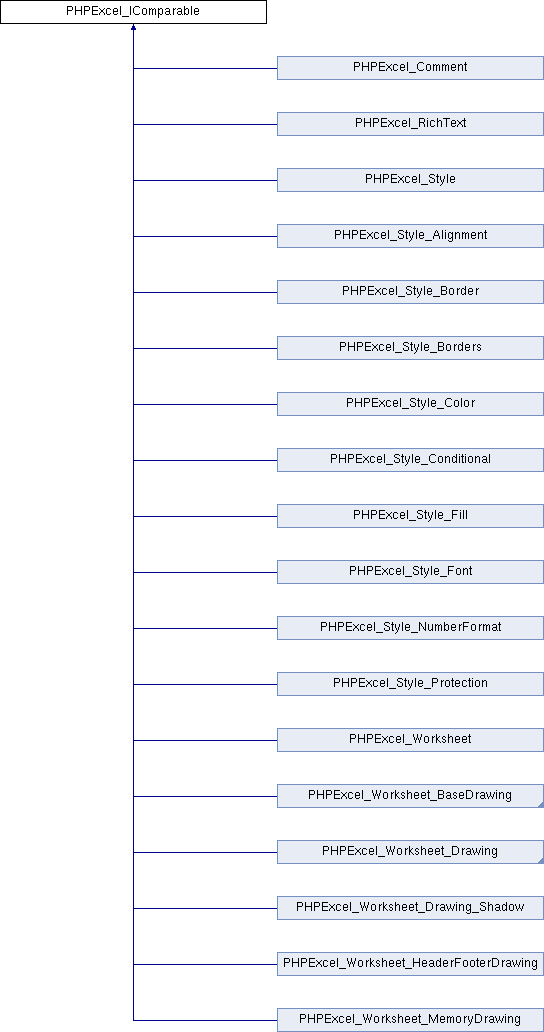 PHPExcel_IComparable
PHPExcel_Comment
PHPExcel_RichText
PHPExcel_Style
PHPExcel_Style_Alignment
PHPExcel_Style_Border
PHPExcel_Style_Borders
PHPExcel_Style_Color
PHPExcel_Style_Conditional
PHPExcel_Style_Fill
PHPExcel_Style_Font
PHPExcel_Style_NumberFormat
PHPExcel_Style_Protection
PHPExcel_Worksheet
PHPExcel_Worksheet_BaseDrawing
PHPExcel_Worksheet_Drawing
PHPExcel_Worksheet_Drawing_Shadow
PHPExcel_Worksheet_HeaderFooterDrawing
PHPExcel_Worksheet_MemoryDrawing